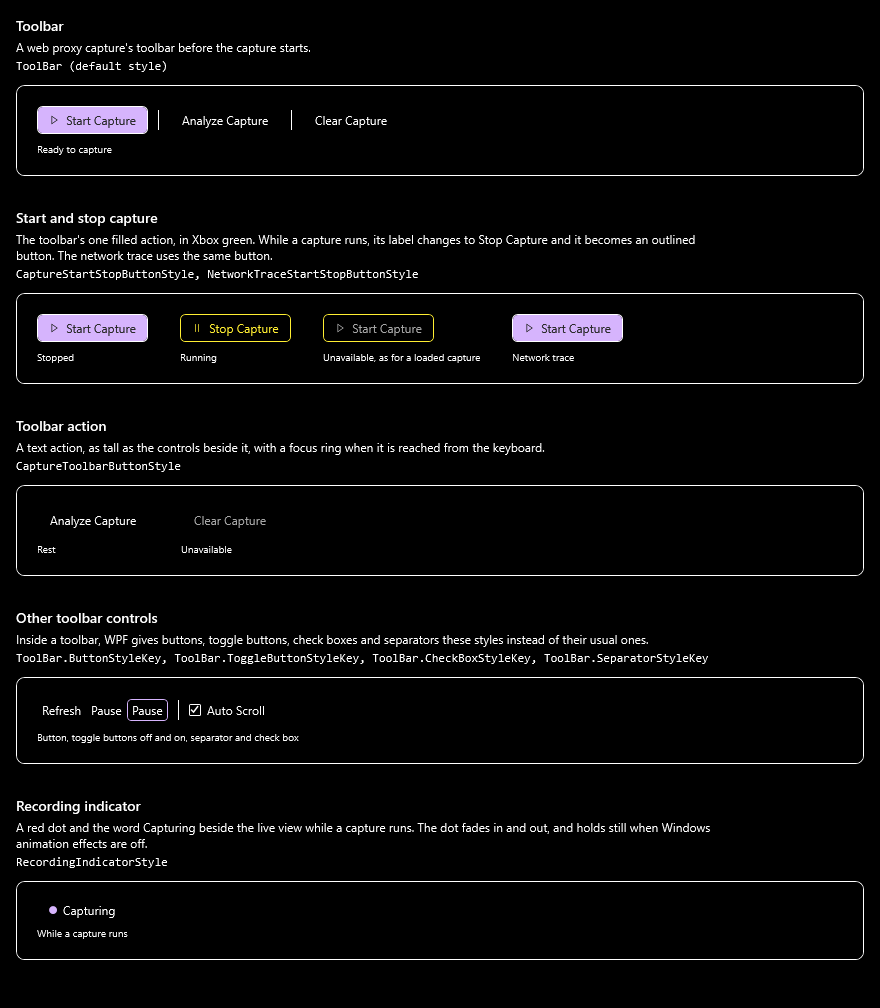 Toolbar
A web proxy capture's toolbar before the capture starts.
ToolBar (default style)
Start Capture
Analyze Capture
Clear Capture
Ready to capture
Start and stop capture
The toolbar's one filled action, in Xbox green. While a capture runs, its label changes to Stop Capture and it becomes an outlined
button. The network trace uses the same button.
CaptureStartStopButtonStyle, NetworkTraceStartStopButtonStyle
Start Capture
Stop Capture
Start Capture
Start Capture
Stopped
Running
Unavailable, as for a loaded capture
Network trace
Toolbar action
A text action, as tall as the controls beside it, with a focus ring when it is reached from the keyboard.
CaptureToolbarButtonStyle
Analyze Capture
Clear Capture
Rest
Unavailable
Other toolbar controls
Inside a toolbar, WPF gives buttons, toggle buttons, check boxes and separators these styles instead of their usual ones.
ToolBar.ButtonStyleKey, ToolBar.ToggleButtonStyleKey, ToolBar.CheckBoxStyleKey, ToolBar.SeparatorStyleKey
Refresh
Pause
Pause
Auto Scroll
Button, toggle buttons off and on, separator and check box
Recording indicator
A red dot and the word Capturing beside the live view while a capture runs. The dot fades in and out, and holds still when Windows
animation effects are off.
RecordingIndicatorStyle
Capturing
While a capture runs